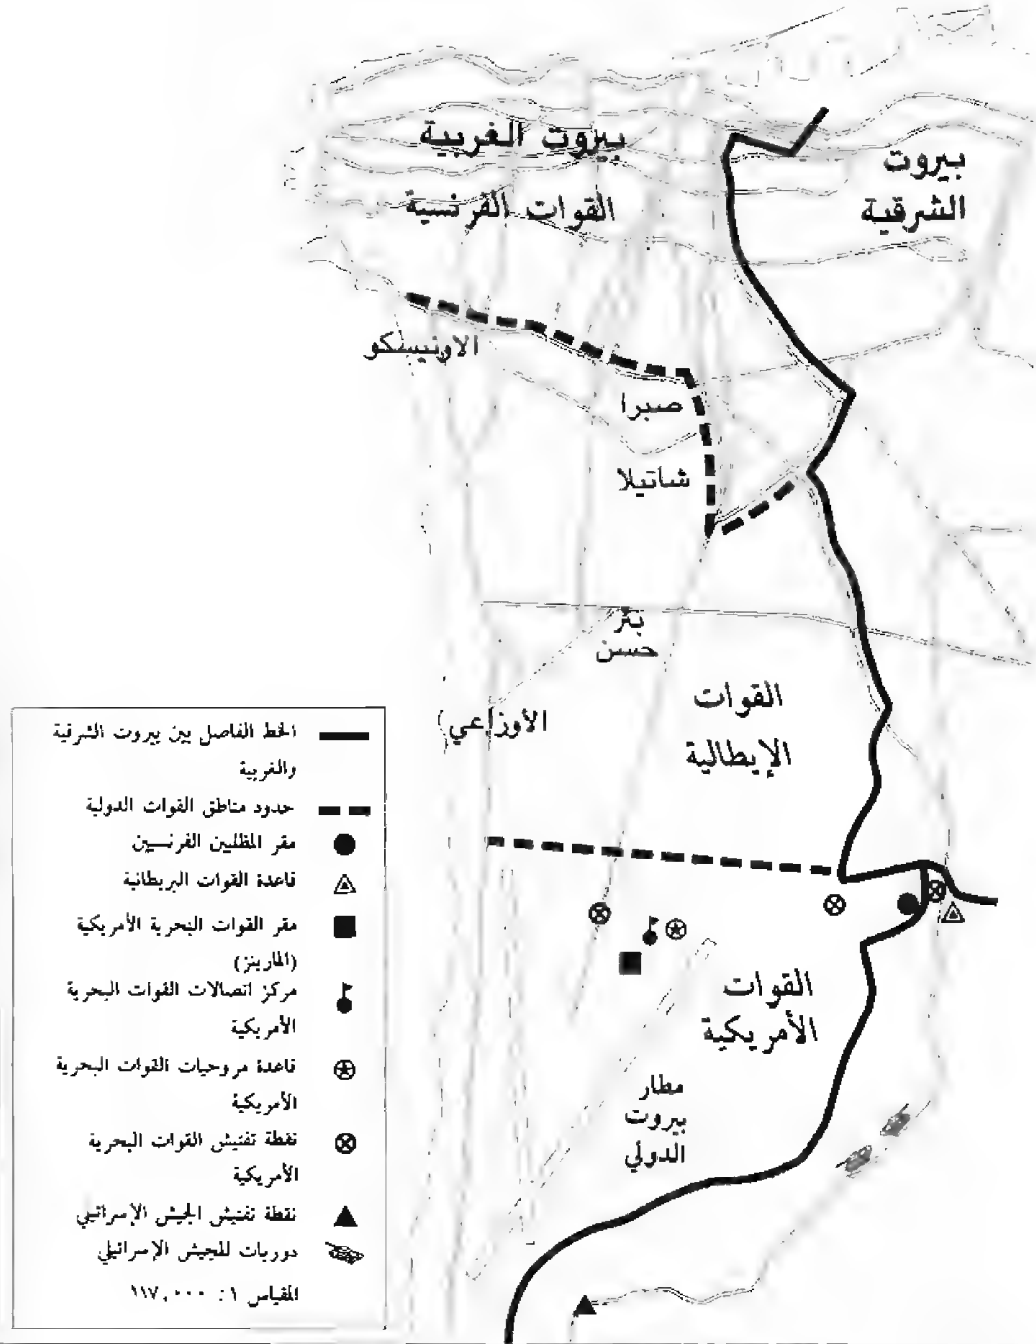 بيروت الغربية
القوات الفرنسية
بيروت
الشرقية
الاونيسكو
صبرا
شاتيلا
بئر
حسن
الأوزاعي
القوات
الإيطالية
القوات
الأمريكية
مطار
بيروت
الدولي
الخط الفاصل بين بيروت الشرقية
والغربية
حدود مناطق القوات الدولية
مقر المظليين الفرنسيين
قاعدة القوات البريطانية
مقر القوات البحرية الأمريكية
(المارينز)
مركز اتصالات القوات البحرية
الأمريكية
قاعدة مروحيات القوات البحرية
الأمريكية
نقطة تفتيش القوات البحرية
الأمريكية
نقطة تفتيش الجيش الإسرائيلي
دوريات للجيش الإسرائيلي
المقياس ١: ١١٧,٠٠٠